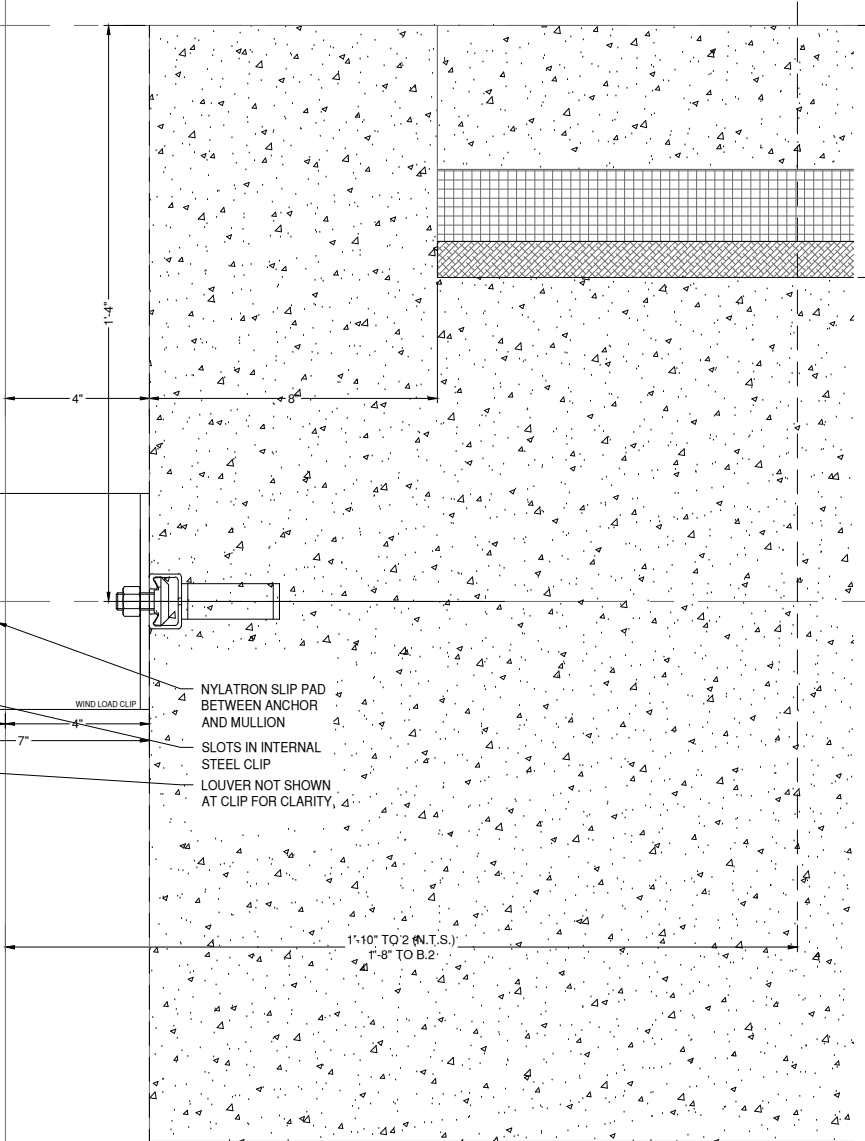 1'-4"
4"
8"
NYLATRON SLIP PAD
BETWEEN ANCHOR
AND MULLION
WIND LOAD CLIP
4"
7"
SLOTS IN INTERNAL
STEEL CLIP
LOUVER NOT SHOWN
AT CLIP FOR CLARITY
1'-10" TO 2 (N.T.S.)
1'-8" TO B.2